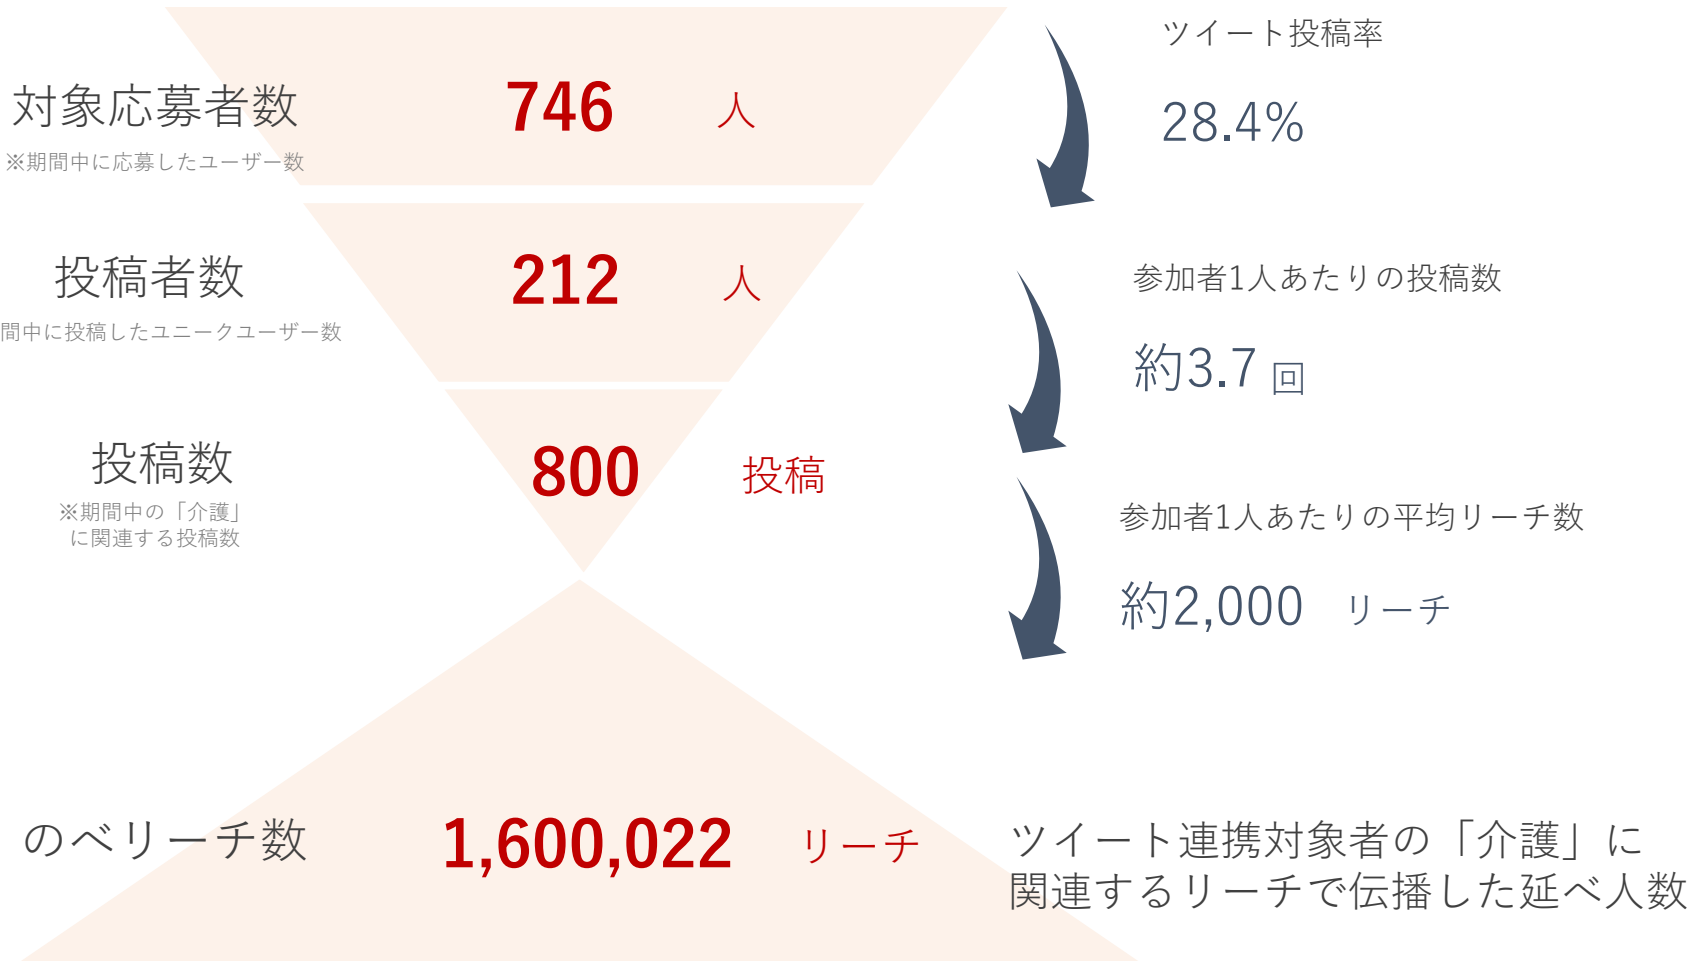 対象応募者数
746 人
※期間中に応募したユーザー数
ツイート投稿率
28.4%
投稿者数
212 人
間中に投稿したユニークユーザー数
参加者1人あたりの投稿数
約3.7 回
投稿数
800 投稿
※期間中の「介護」
に関連する投稿数
参加者1人あたりの平均リーチ数
約2,000 リーチ
のべリーチ数
1,600,022 リーチ
ツイート連携対象者の「介護」に
関連するリーチで伝播した延べ人数